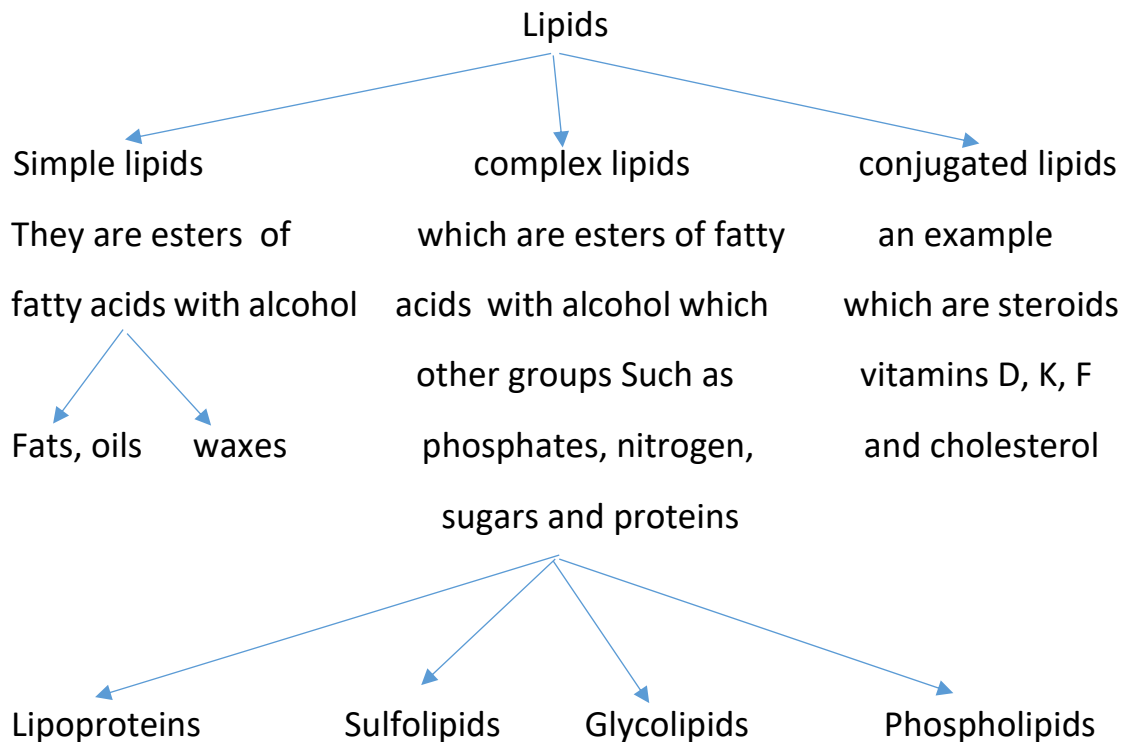 Lipids
Simple lipids
They are esters of
fatty acids with alcohol
Fats, oils waxes
complex lipids
which are esters of fatty
acids with alcohol which
other groups Such as
phosphates, nitrogen,
sugars and proteins
conjugated lipids
an example
which are steroids
vitamins D, K, F
and cholesterol
Lipoproteins Sulfolipids Glycolipids Phospholipids